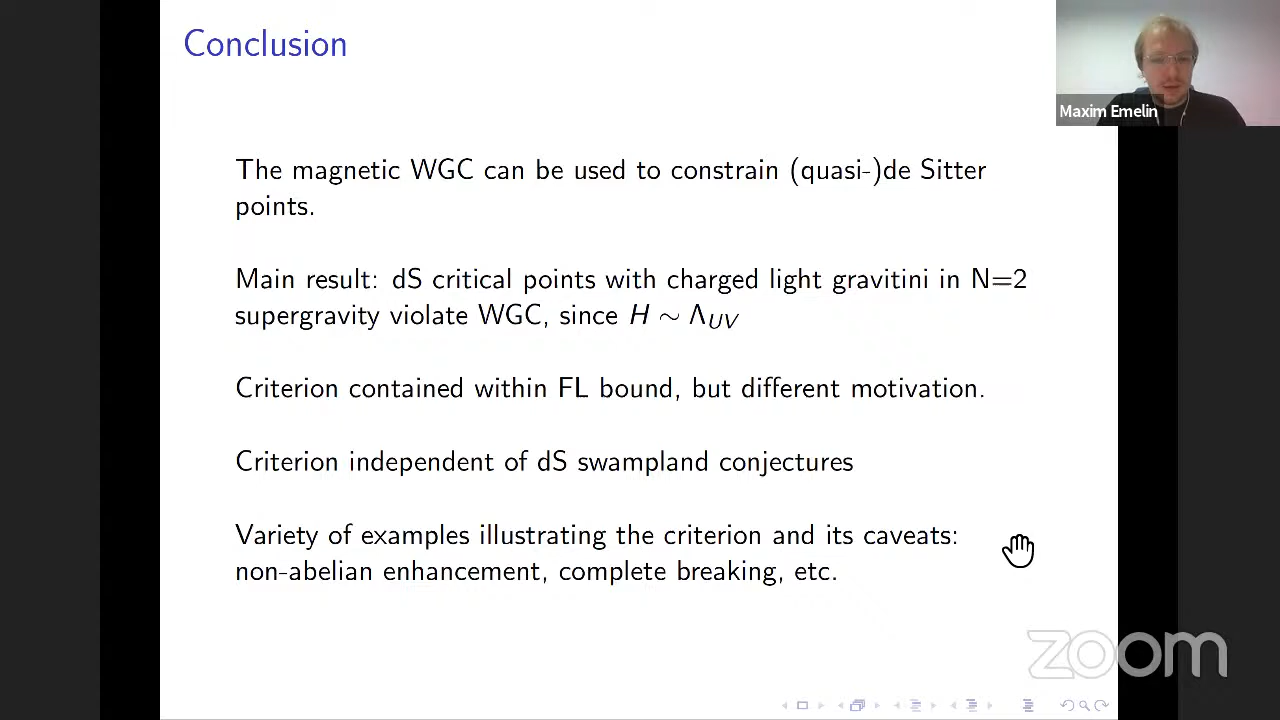 Conclusion
Maxim Emelin
The magnetic WGC can be used to constrain (quasi-)de Sitter
points.
Main result: dS critical points with charged light gravitini in N=2
supergravity violate WGC, since H ∼ Λ_UV
Criterion contained within FL bound, but different motivation.
Criterion independent of dS swampland conjectures
Variety of examples illustrating the criterion and its caveats:
non-abelian enhancement, complete breaking, etc.
zoom